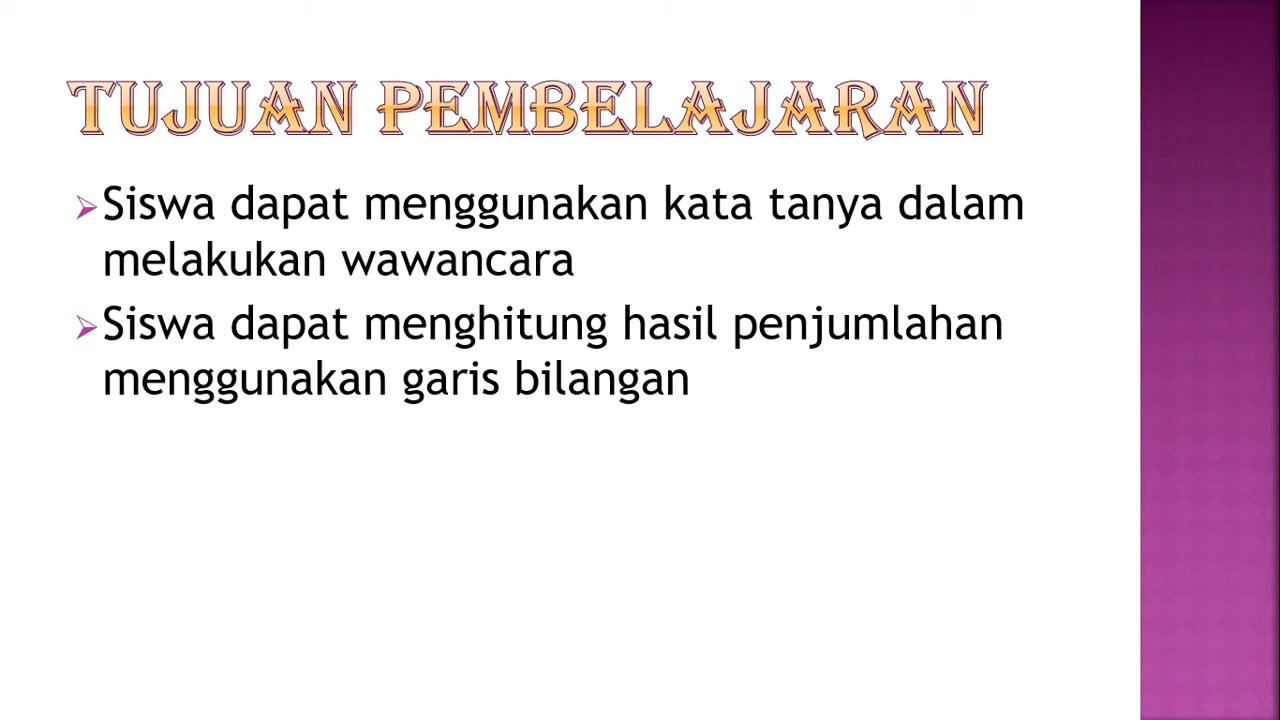 TUJUAN PEMBELAJARAN
Siswa dapat menggunakan kata tanya dalam
melakukan wawancara
Siswa dapat menghitung hasil penjumlahan
menggunakan garis bilangan